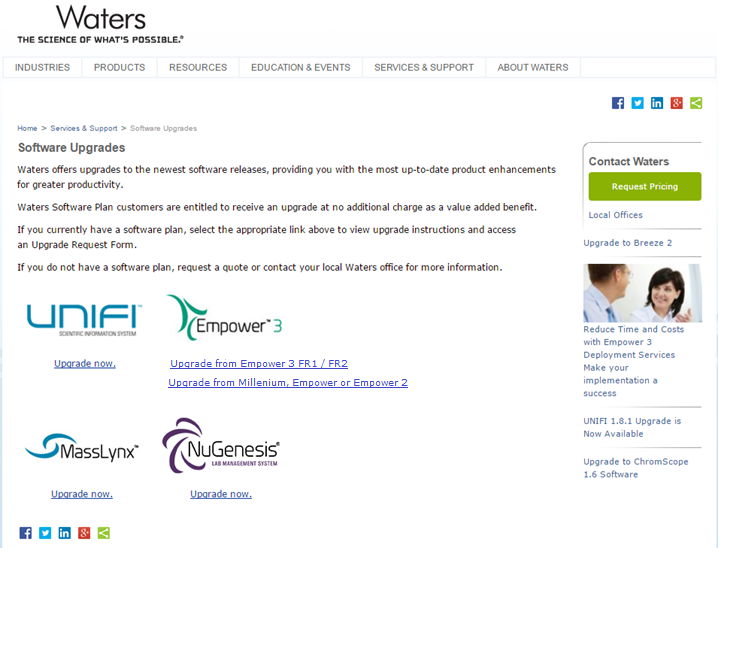 Waters
THE SCIENCE OF WHAT'S POSSIBLE.®
INDUSTRIES PRODUCTS RESOURCES EDUCATION & EVENTS SERVICES & SUPPORT ABOUT WATERS
Home > Services & Support > Software Upgrades
Software Upgrades
Waters offers upgrades to the newest software releases, providing you with the most up-to-date product enhancements
for greater productivity.
Waters Software Plan customers are entitled to receive an upgrade at no additional charge as a value added benefit.
If you currently have a software plan, select the appropriate link above to view upgrade instructions and access
an Upgrade Request Form.
If you do not have a software plan, request a quote or contact your local Waters office for more information.
UNIFI™
SCIENTIFIC INFORMATION SYSTEM
Upgrade now.
Empower™ 3
Upgrade from Empower 3 FR1 / FR2
Upgrade from Millenium, Empower or Empower 2
MassLynx™
Upgrade now.
NuGenesis®
LAB MANAGEMENT SYSTEM
Upgrade now.
Contact Waters
Request Pricing
Local Offices
Upgrade to Breeze 2
Reduce Time and Costs
with Empower 3
Deployment Services
Make your
implementation a
success
UNIFI 1.8.1 Upgrade is
Now Available
Upgrade to ChromScope
1.6 Software